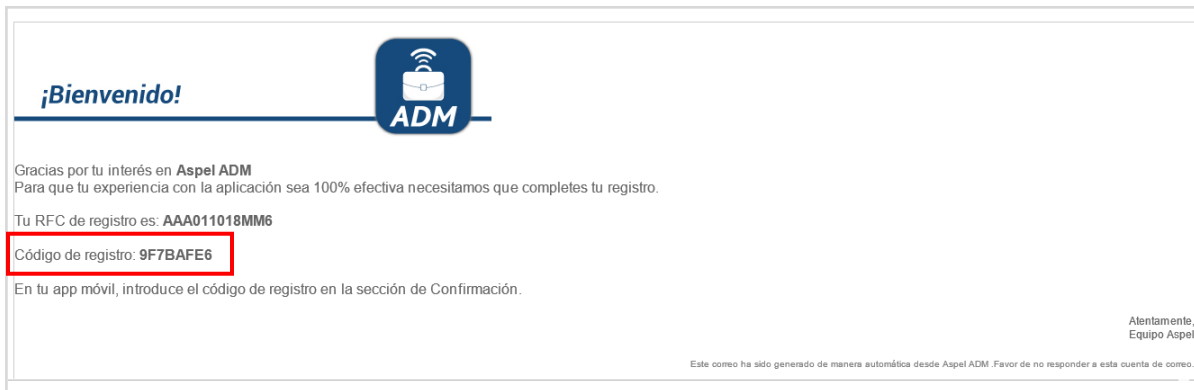 ¡Bienvenido!
ADM
Gracias por tu interés en Aspel ADM
Para que tu experiencia con la aplicación sea 100% efectiva necesitamos que completes tu registro.
Tu RFC de registro es: AAA011018MM6
Código de registro: 9F7BAFE6
En tu app móvil, introduce el código de registro en la sección de Confirmación.
Atentamente,
Equipo Aspel
Este correo ha sido generado de manera automática desde Aspel ADM .Favor de no responder a esta cuenta de correo.